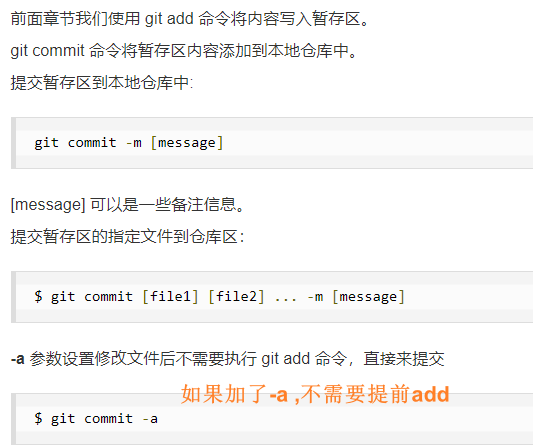 前面章节我们使用 git add 命令将内容写入暂存区。
git commit 命令将暂存区内容添加到本地仓库中。
提交暂存区到本地仓库中:
git commit -m [message]
[message] 可以是一些备注信息。
提交暂存区的指定文件到仓库区：
$ git commit [file1] [file2] ... -m [message]
-a 参数设置修改文件后不需要执行 git add 命令，直接来提交
如果加了-a ,不需要提前add
$ git commit -a